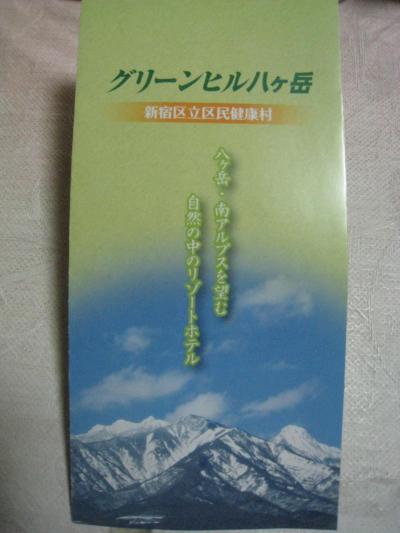 グリーンヒル八ヶ岳
新宿区立区民健康村
八ヶ岳・南アルプスを望む
自然の中のリゾートホテル